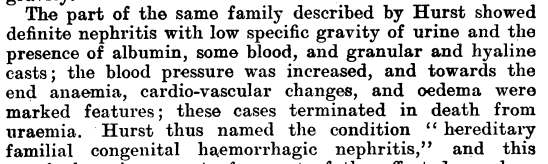 The part of the same family described by Hurst showed
definite nephritis with low specific gravity of urine and the
presence of albumin, some blood, and granular and hyaline
casts; the blood pressure was increased, and towards the
end anaemia, cardio-vascular changes, and oedema were
marked features; these cases terminated in death from
uraemia. Hurst thus named the condition "hereditary
familial congenital haemorrhagic nephritis," and this